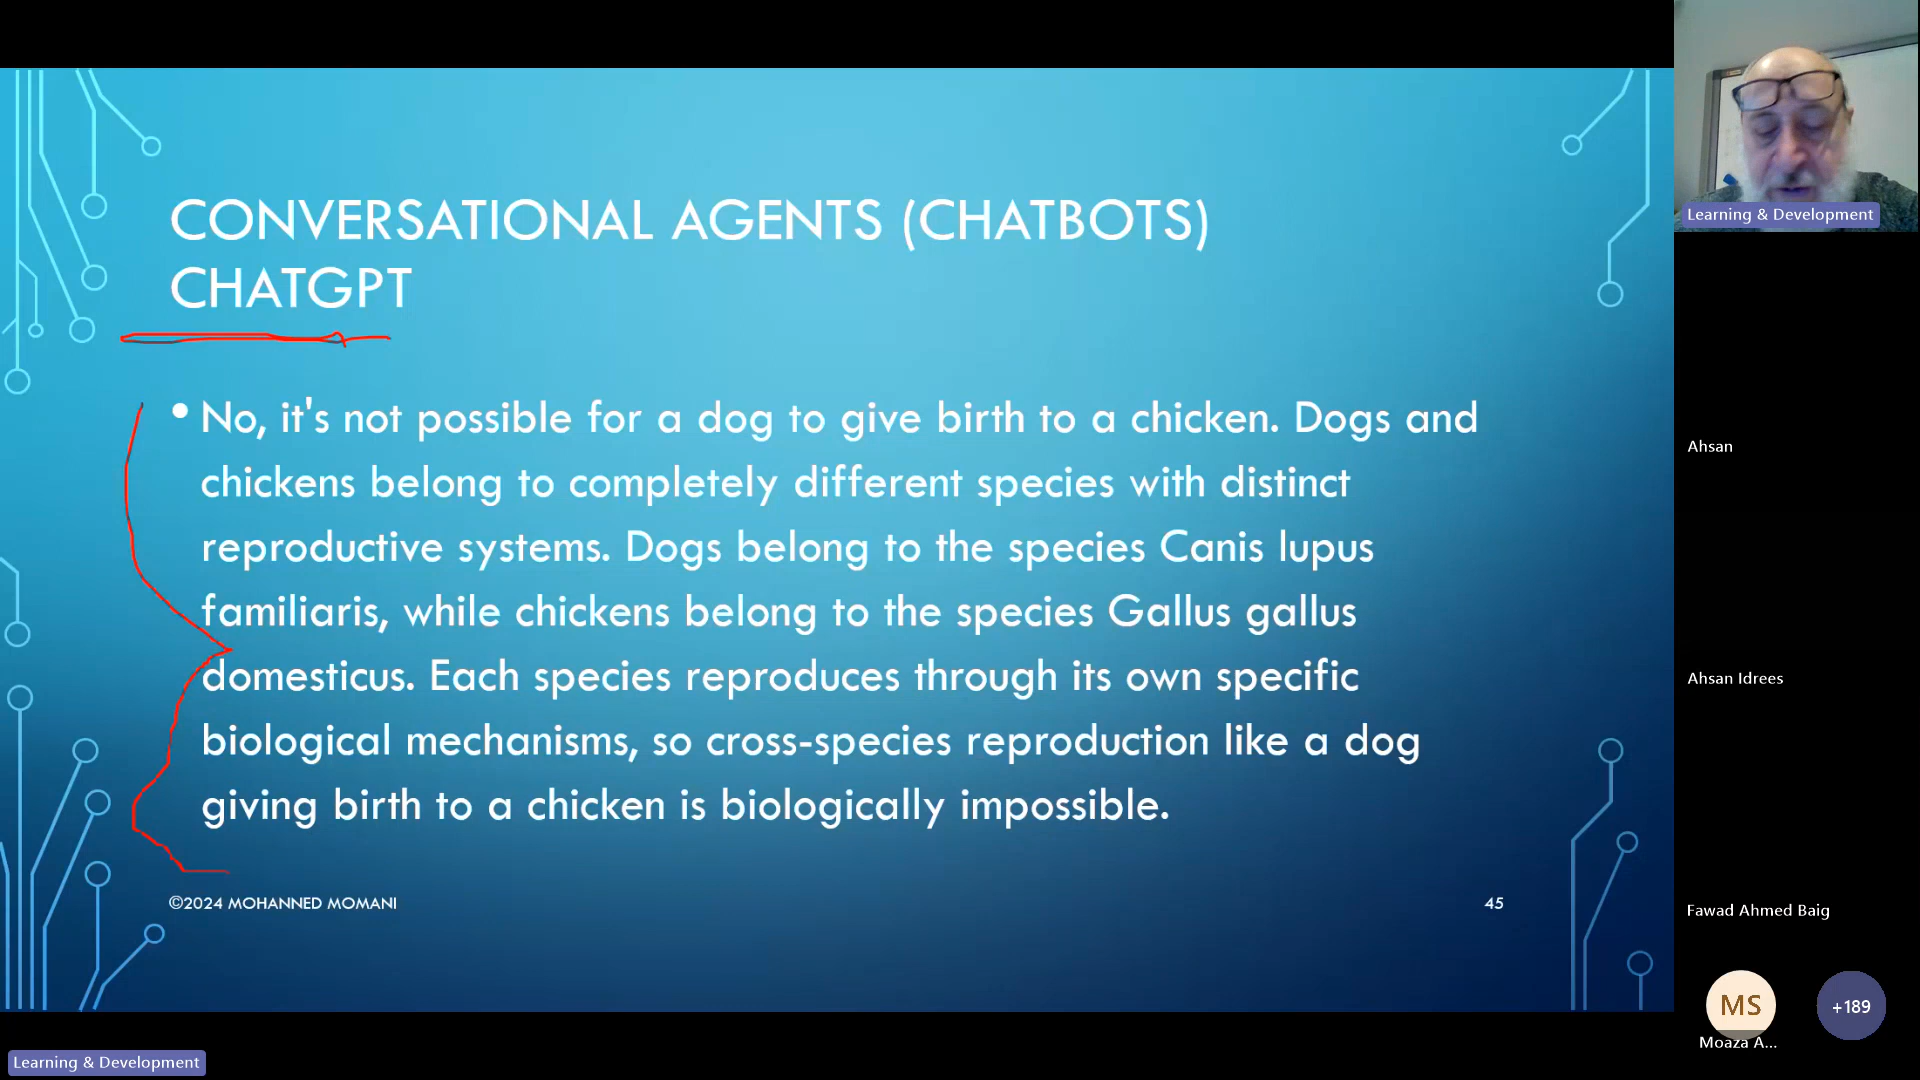 CONVERSATIONAL AGENTS (CHATBOTS)
CHATGPT
• No, it's not possible for a dog to give birth to a chicken. Dogs and
chickens belong to completely different species with distinct
reproductive systems. Dogs belong to the species Canis lupus
familiaris, while chickens belong to the species Gallus gallus
domesticus. Each species reproduces through its own specific
biological mechanisms, so cross-species reproduction like a dog
giving birth to a chicken is biologically impossible.
©2024 MOHANNED MOMANI
45
Learning & Development
Learning & Development
Ahsan
Ahsan Idrees
Fawad Ahmed Baig
MS
+189
Moaza A...